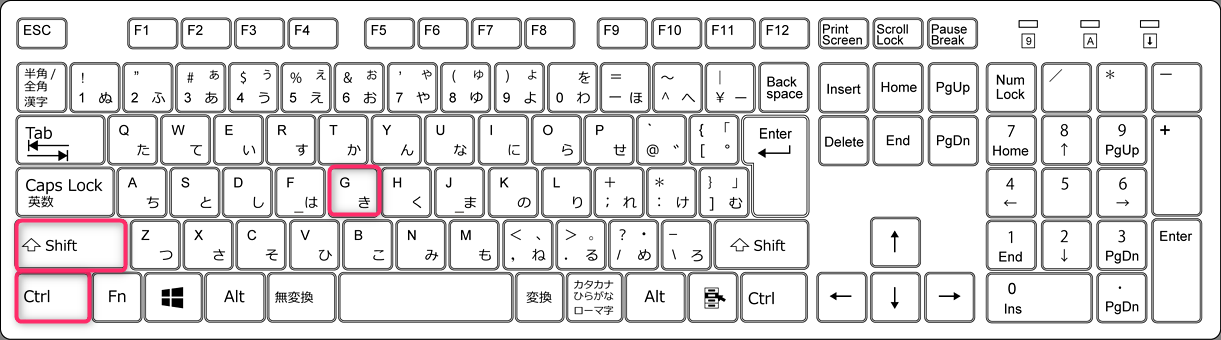 ESC F1 F2 F3 F4 F5 F6 F7 F8 F9 F10 F11 F12 Print Screen Scroll Lock Pause Break 9 A ↓
半角/全角 漢字 ! 1 ぬ " 2 ふ # ぁ 3 あ $ ぅ 4 う % ぇ 5 え & ぉ 6 お ' ゃ 7 や ( ゅ 8 ゆ ) ょ 9 よ を 0 わ = － ほ ～ ^ へ | ¥ ー Back space Insert Home PgUp Num Lock ／ ＊ －
Tab Q た W て E い R す T か Y ん U な I に O ら P せ ` @ ゛ { 「 [ ° Enter Delete End PgDn 7 Home 8 ↑ 9 PgUp +
Caps Lock 英数 A ち S と D し F _ は G き H く J _ ま K の L り + ; れ * : け } 」 ] む 4 ← 5 6 →
Shift Z つ X さ C そ V ひ B こ N み M も < 、 , ね > 。 . る ? ・ / め _ \ ろ Shift ↑ 1 End 2 ↓ 3 PgDn Enter
Ctrl Fn Alt 無変換 変換 カタカナ ひらがな ローマ字 Alt Ctrl ← ↓ → 0 Ins . PgDn